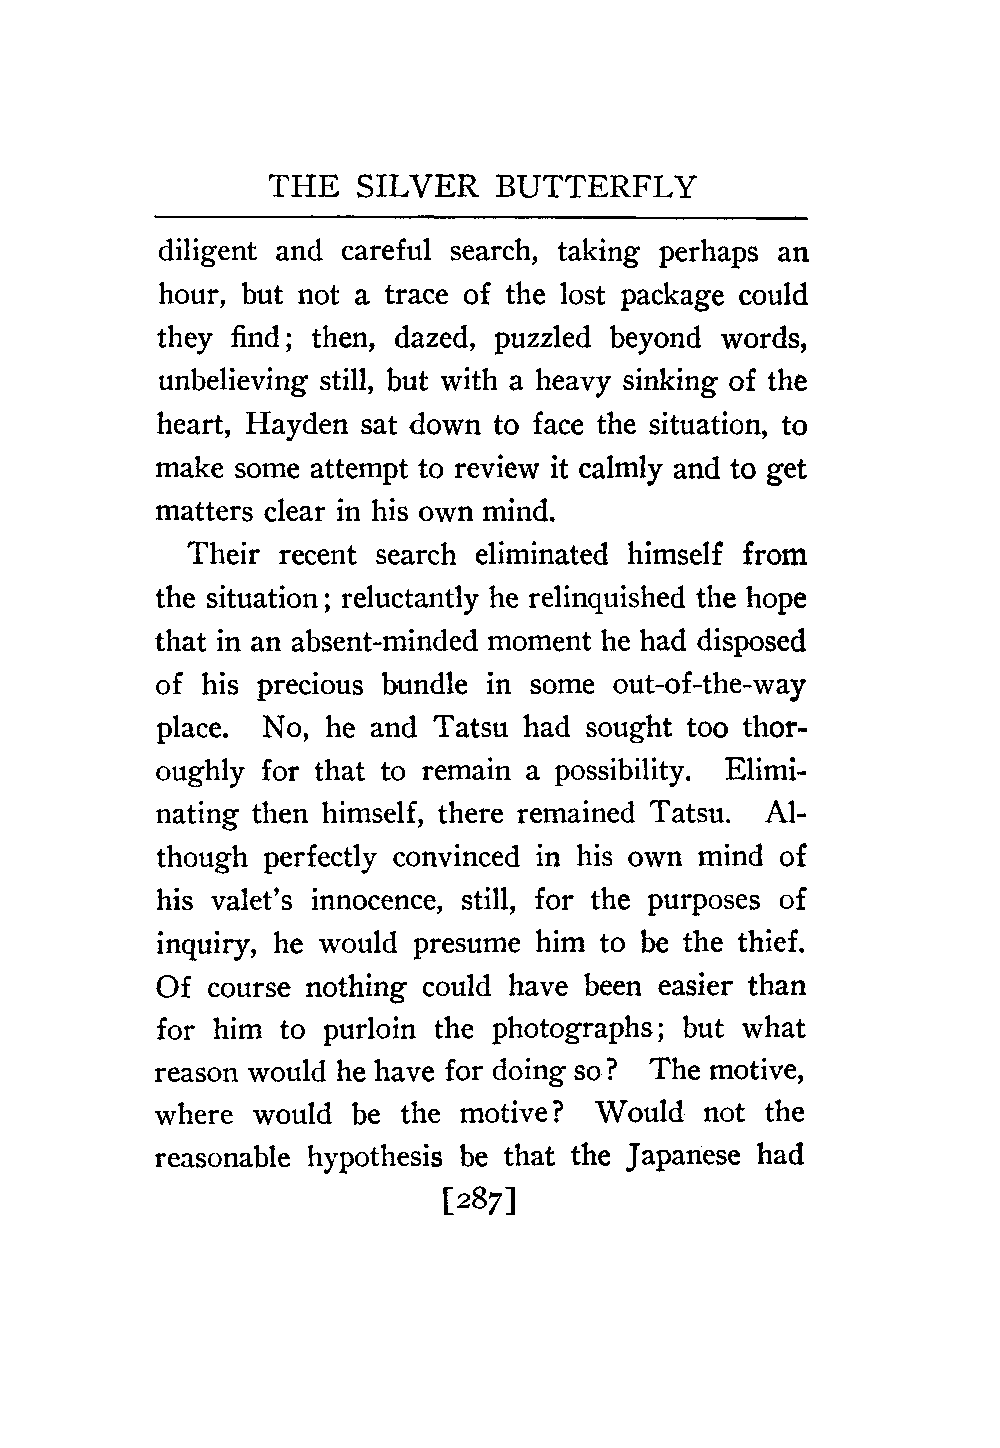 THE SILVER BUTTERFLY
diligent and careful search, taking perhaps an
hour, but not a trace of the lost package could
they find; then, dazed, puzzled beyond words,
unbelieving still, but with a heavy sinking of the
heart, Hayden sat down to face the situation, to
make some attempt to review it calmly and to get
matters clear in his own mind.
Their recent search eliminated himself from
the situation; reluctantly he relinquished the hope
that in an absent-minded moment he had disposed
of his precious bundle in some out-of-the-way
place. No, he and Tatsu had sought too thor-
oughly for that to remain a possibility. Elimi-
nating then himself, there remained Tatsu. Al-
though perfectly convinced in his own mind of
his valet's innocence, still, for the purposes of
inquiry, he would presume him to be the thief.
Of course nothing could have been easier than
for him to purloin the photographs; but what
reason would he have for doing so? The motive,
where would be the motive? Would not the
reasonable hypothesis be that the Japanese had
[287]